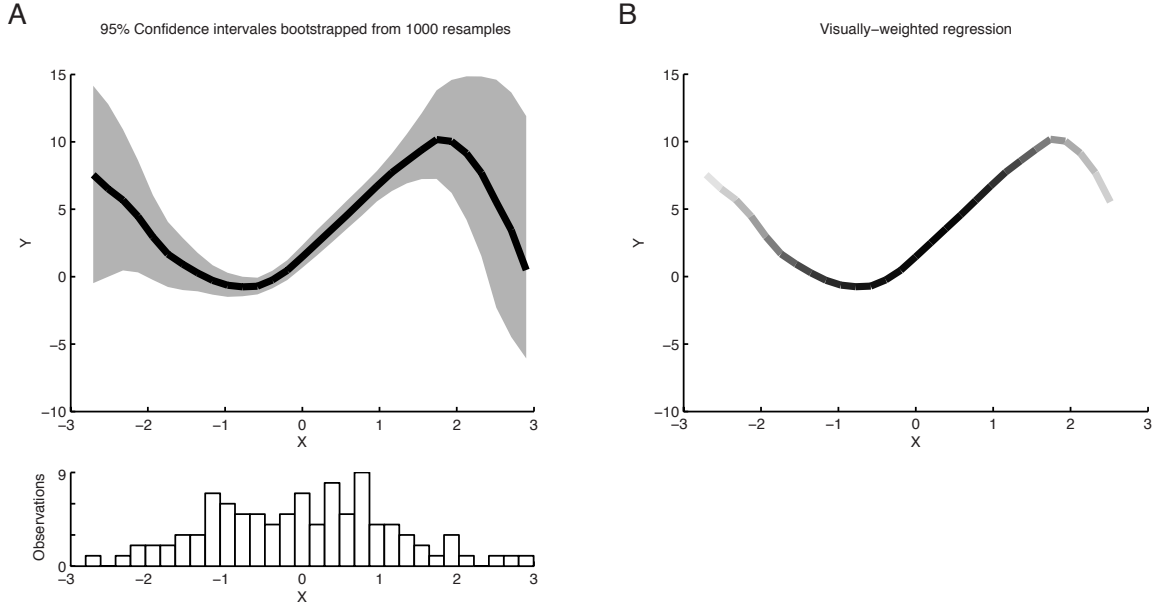 A
95% Confidence intervales bootstrapped from 1000 resamples
15
10
5
0
−5
−10
Y
−3 −2 −1 0 1 2 3
X
9
0
Observations
−3 −2 −1 0 1 2 3
X
B
Visually−weighted regression
15
10
5
0
−5
−10
Y
−3 −2 −1 0 1 2 3
X